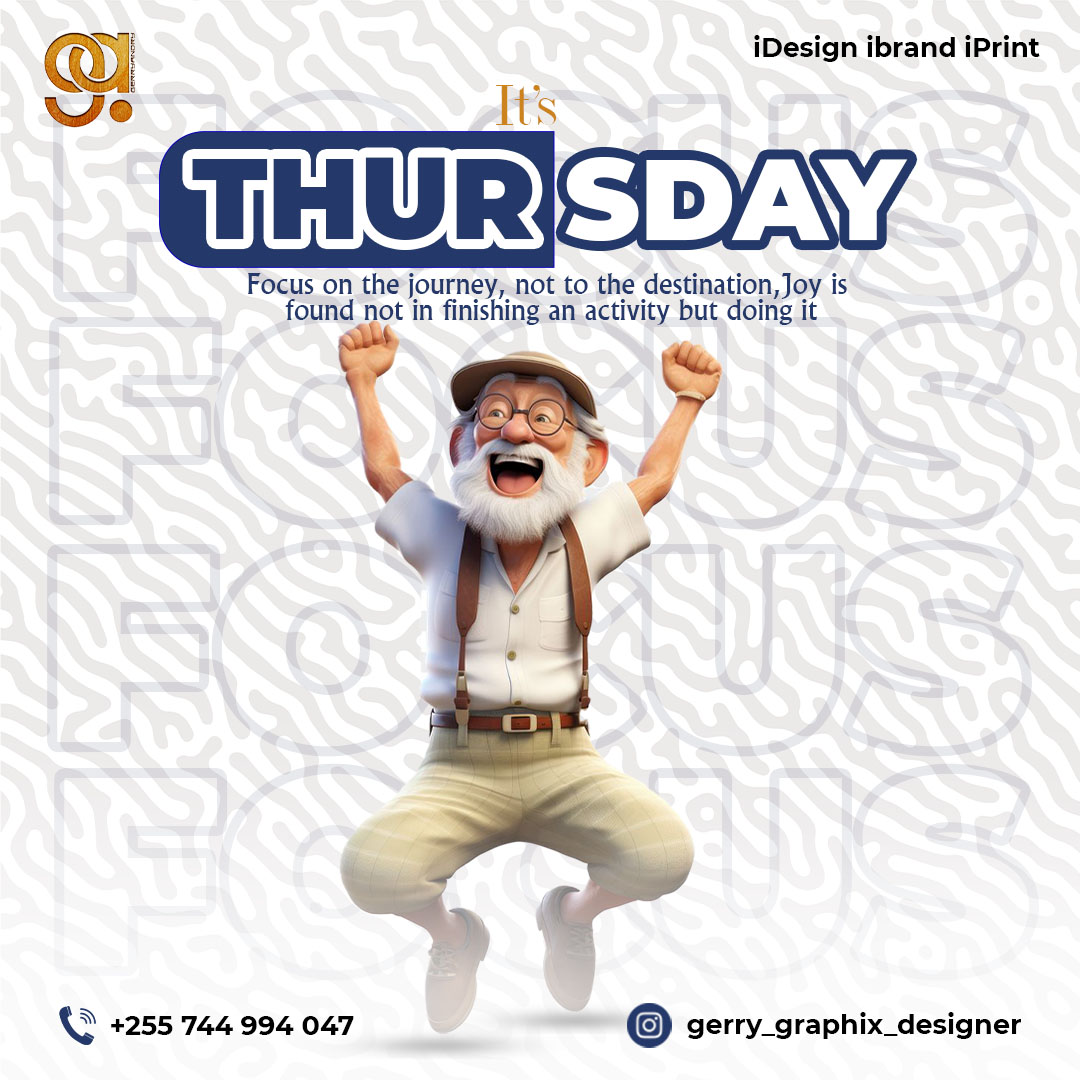 iDesign ibrand iPrint
It's
THURSDAY
Focus on the journey, not to the destination,Joy is
found not in finishing an activity but doing it
FOCUS
FOCUS
FOCUS
FOCUS
+255 744 994 047
gerry_graphix_designer